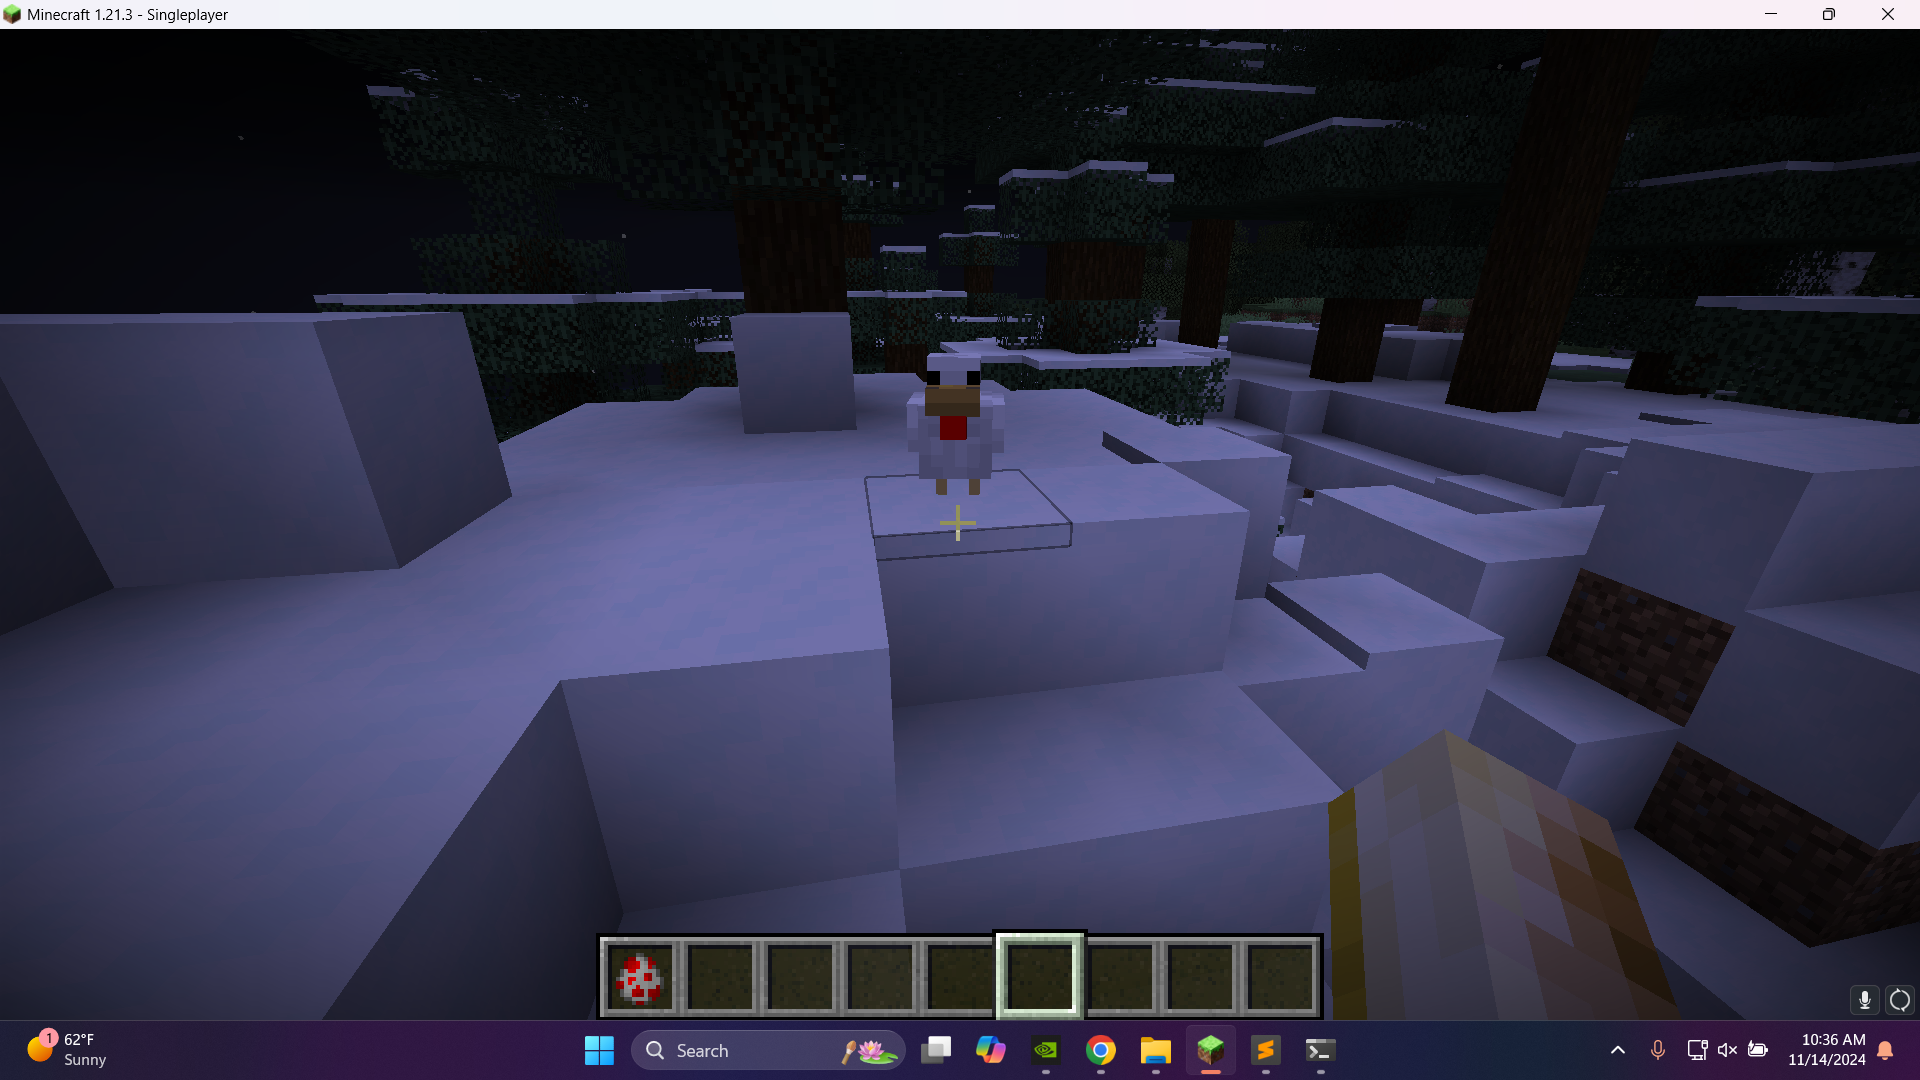 Minecraft 1.21.3 - Singleplayer
1
62°F
Sunny
Search
10:36 AM
11/14/2024